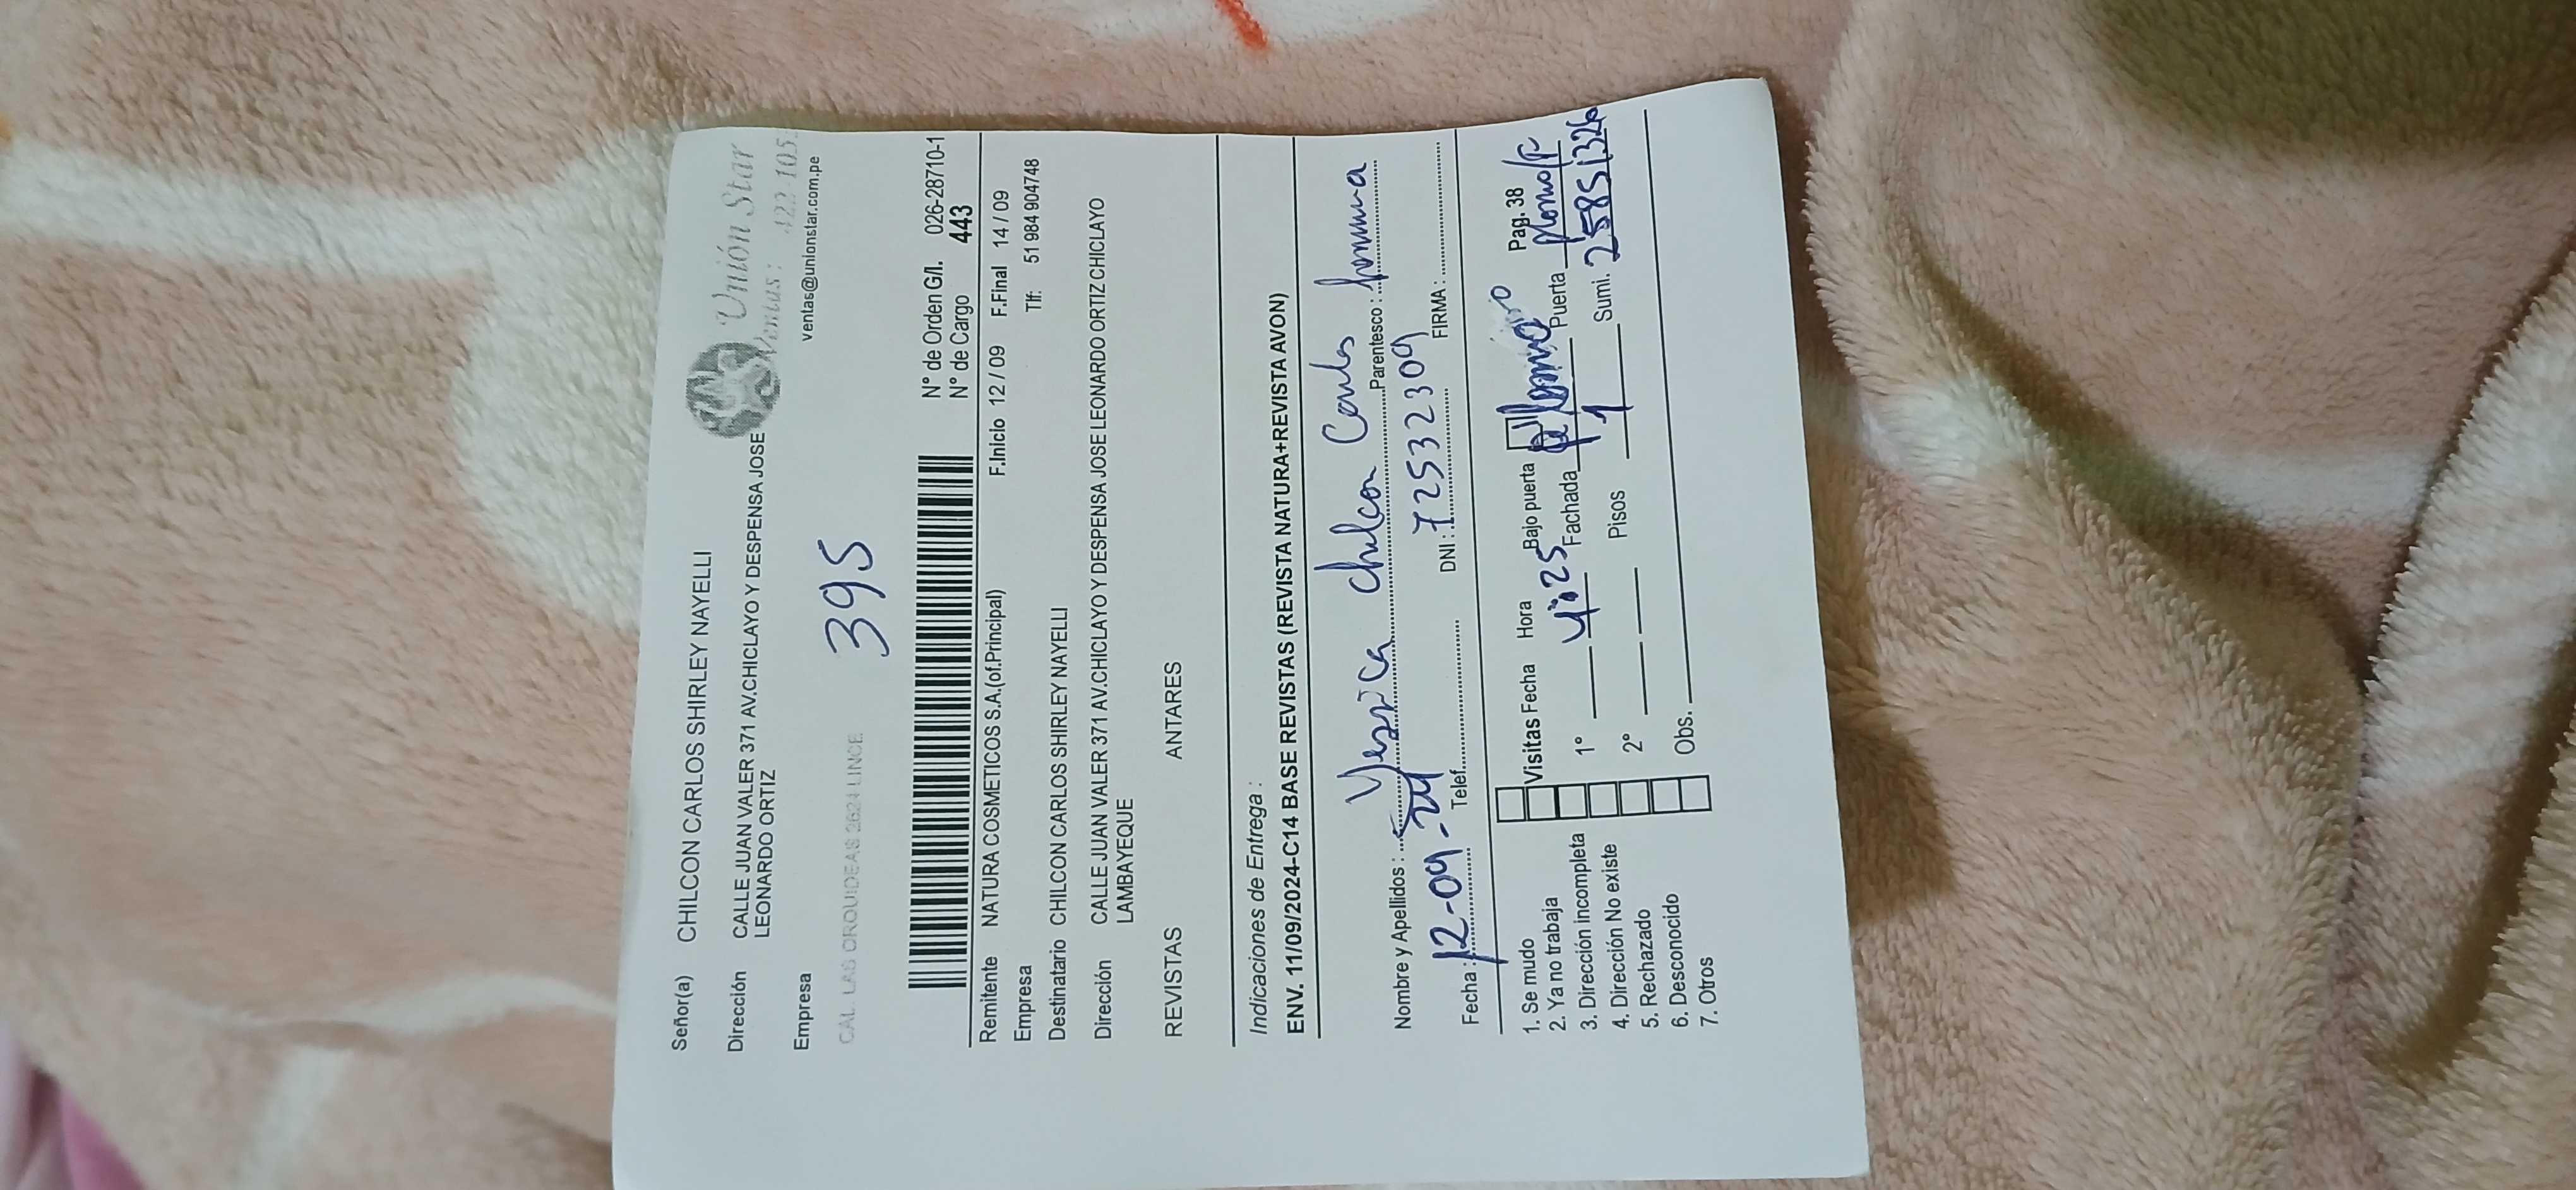 Señor(a) CHILCON CARLOS SHIRLEY NAYELLI
Unión Star
Ventas: 422-105
ventas@unionstar.com.pe
Dirección CALLE JUAN VALER 371 AV.CHICLAYO Y DESPENSA JOSE
LEONARDO ORTIZ
Empresa
395
CAL. LAS ORQUIDEAS 2624 LINCE
N° de Orden G/I. 026-28710-1
N° de Cargo 443
Remitente NATURA COSMETICOS S.A.(of.Principal) F.Inicio 12 / 09 F.Final 14 / 09
Empresa Tlf: 51 984 904748
Destinatario CHILCON CARLOS SHIRLEY NAYELLI
Dirección CALLE JUAN VALER 371 AV.CHICLAYO Y DESPENSA JOSE LEONARDO ORTIZ CHICLAYO
LAMBAYEQUE
REVISTAS ANTARES
Indicaciones de Entrega :
ENV. 11/09/2024-C14 BASE REVISTAS (REVISTA NATURA+REVISTA AVON)
Nombre y Apellidos : Yessica chilcon Carlos Parentesco :
Fecha : 12-09-24 Telef. DNI : 72532309 FIRMA :
1. Se mudo
2. Ya no trabaja
3. Dirección incompleta
4. Dirección No existe
5. Rechazado
6. Desconocido
7. Otros
Visitas Fecha Hora Bajo puerta Pag. 38
1° 4:25 Fachada Plomo Puerta plomo/F
2° Pisos 1 Sumi. 25851326
Obs.